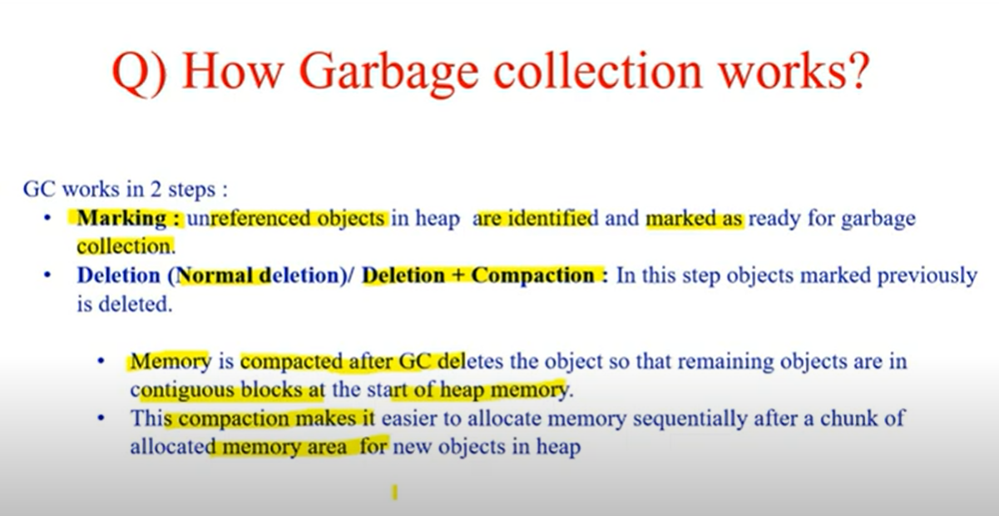 Q) How Garbage collection works?
GC works in 2 steps :
• Marking : unreferenced objects in heap are identified and marked as ready for garbage
collection.
• Deletion (Normal deletion)/ Deletion + Compaction : In this step objects marked previously
is deleted.
• Memory is compacted after GC deletes the object so that remaining objects are in
contiguous blocks at the start of heap memory.
• This compaction makes it easier to allocate memory sequentially after a chunk of
allocated memory area for new objects in heap